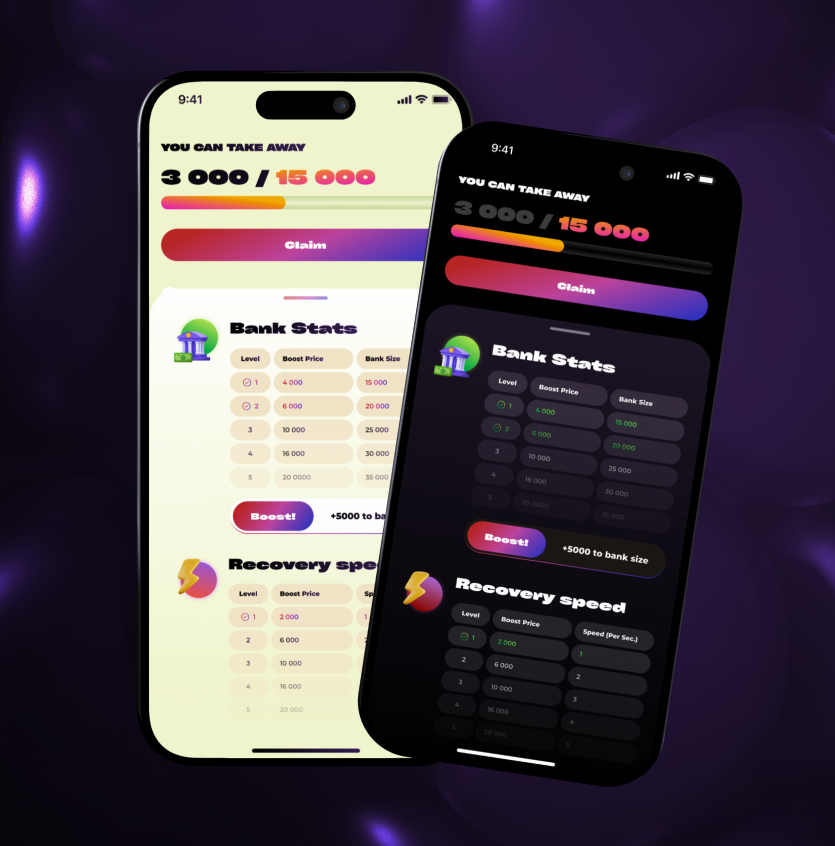 9:41
YOU CAN TAKE AWAY
3 000 / 15 000
Claim
Bank Stats
Level Boost Price Bank Size
1 4 000 15 000
2 6 000 20 000
3 10 000 25 000
4 16 000 30 000
5 20 0000 35 000
Boost! +5000 to ba
Recovery spe
Level Boost Price Sp
1 2 000 1
2 6 000
3 10 000
4 16 000
5 20 000
9:41
YOU CAN TAKE AWAY
3 000 / 15 000
Claim
Bank Stats
Level Boost Price Bank Size
1 4 000 15 000
2 6 000 20 000
3 10 000 25 000
4 16 000 30 000
5 20 0000 35 000
Boost! +5000 to bank size
Recovery speed
Level Boost Price Speed (Per Sec.)
1 2 000 1
2 6 000 2
3 10 000 3
4 16 000 4
20 000